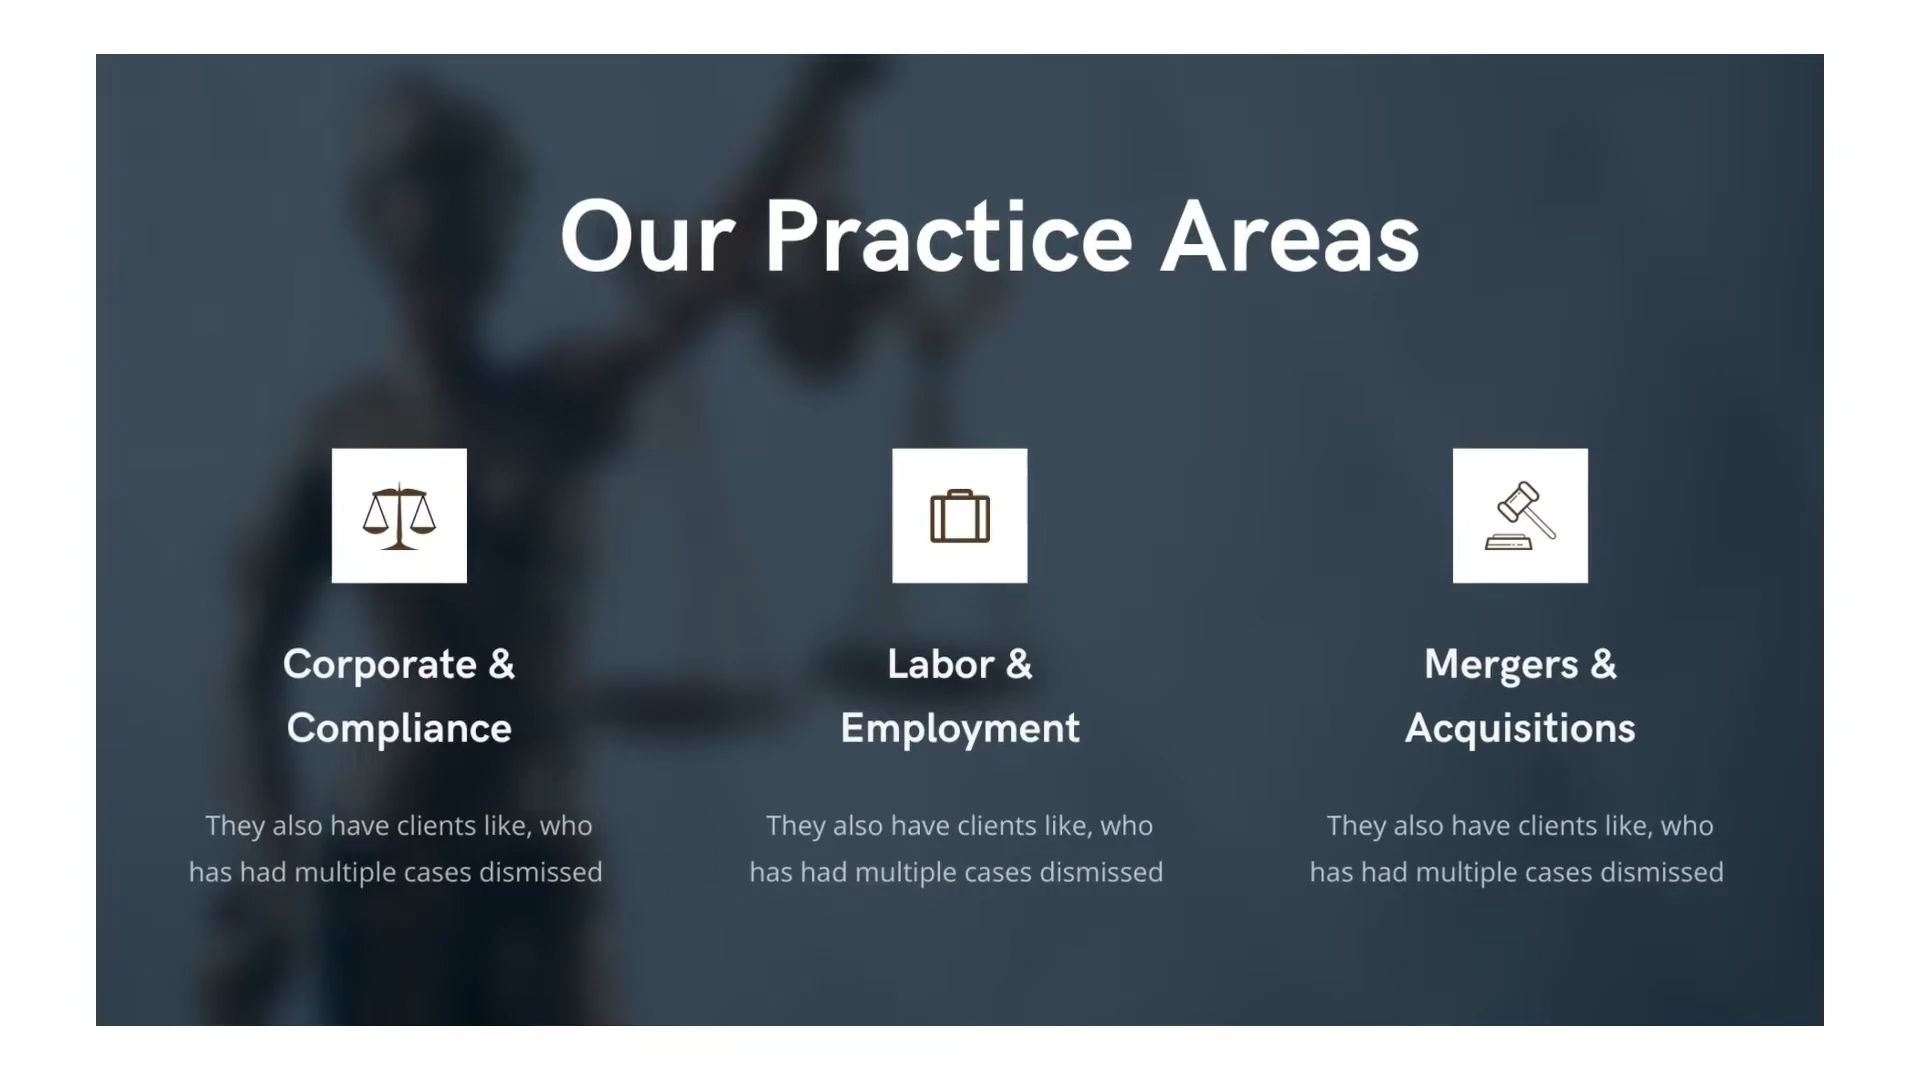 Our Practice Areas
Corporate &
Compliance
They also have clients like, who
has had multiple cases dismissed
Labor &
Employment
They also have clients like, who
has had multiple cases dismissed
Mergers &
Acquisitions
They also have clients like, who
has had multiple cases dismissed